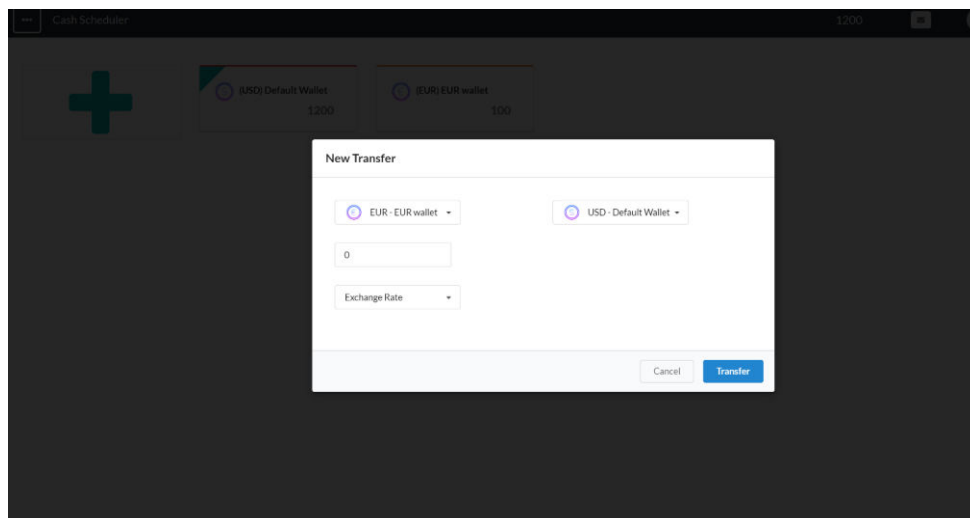 Cash Scheduler
1200
(USD) Default Wallet
1200
(EUR) EUR wallet
100
New Transfer
EUR - EUR wallet
USD - Default Wallet
0
Exchange Rate
Cancel
Transfer